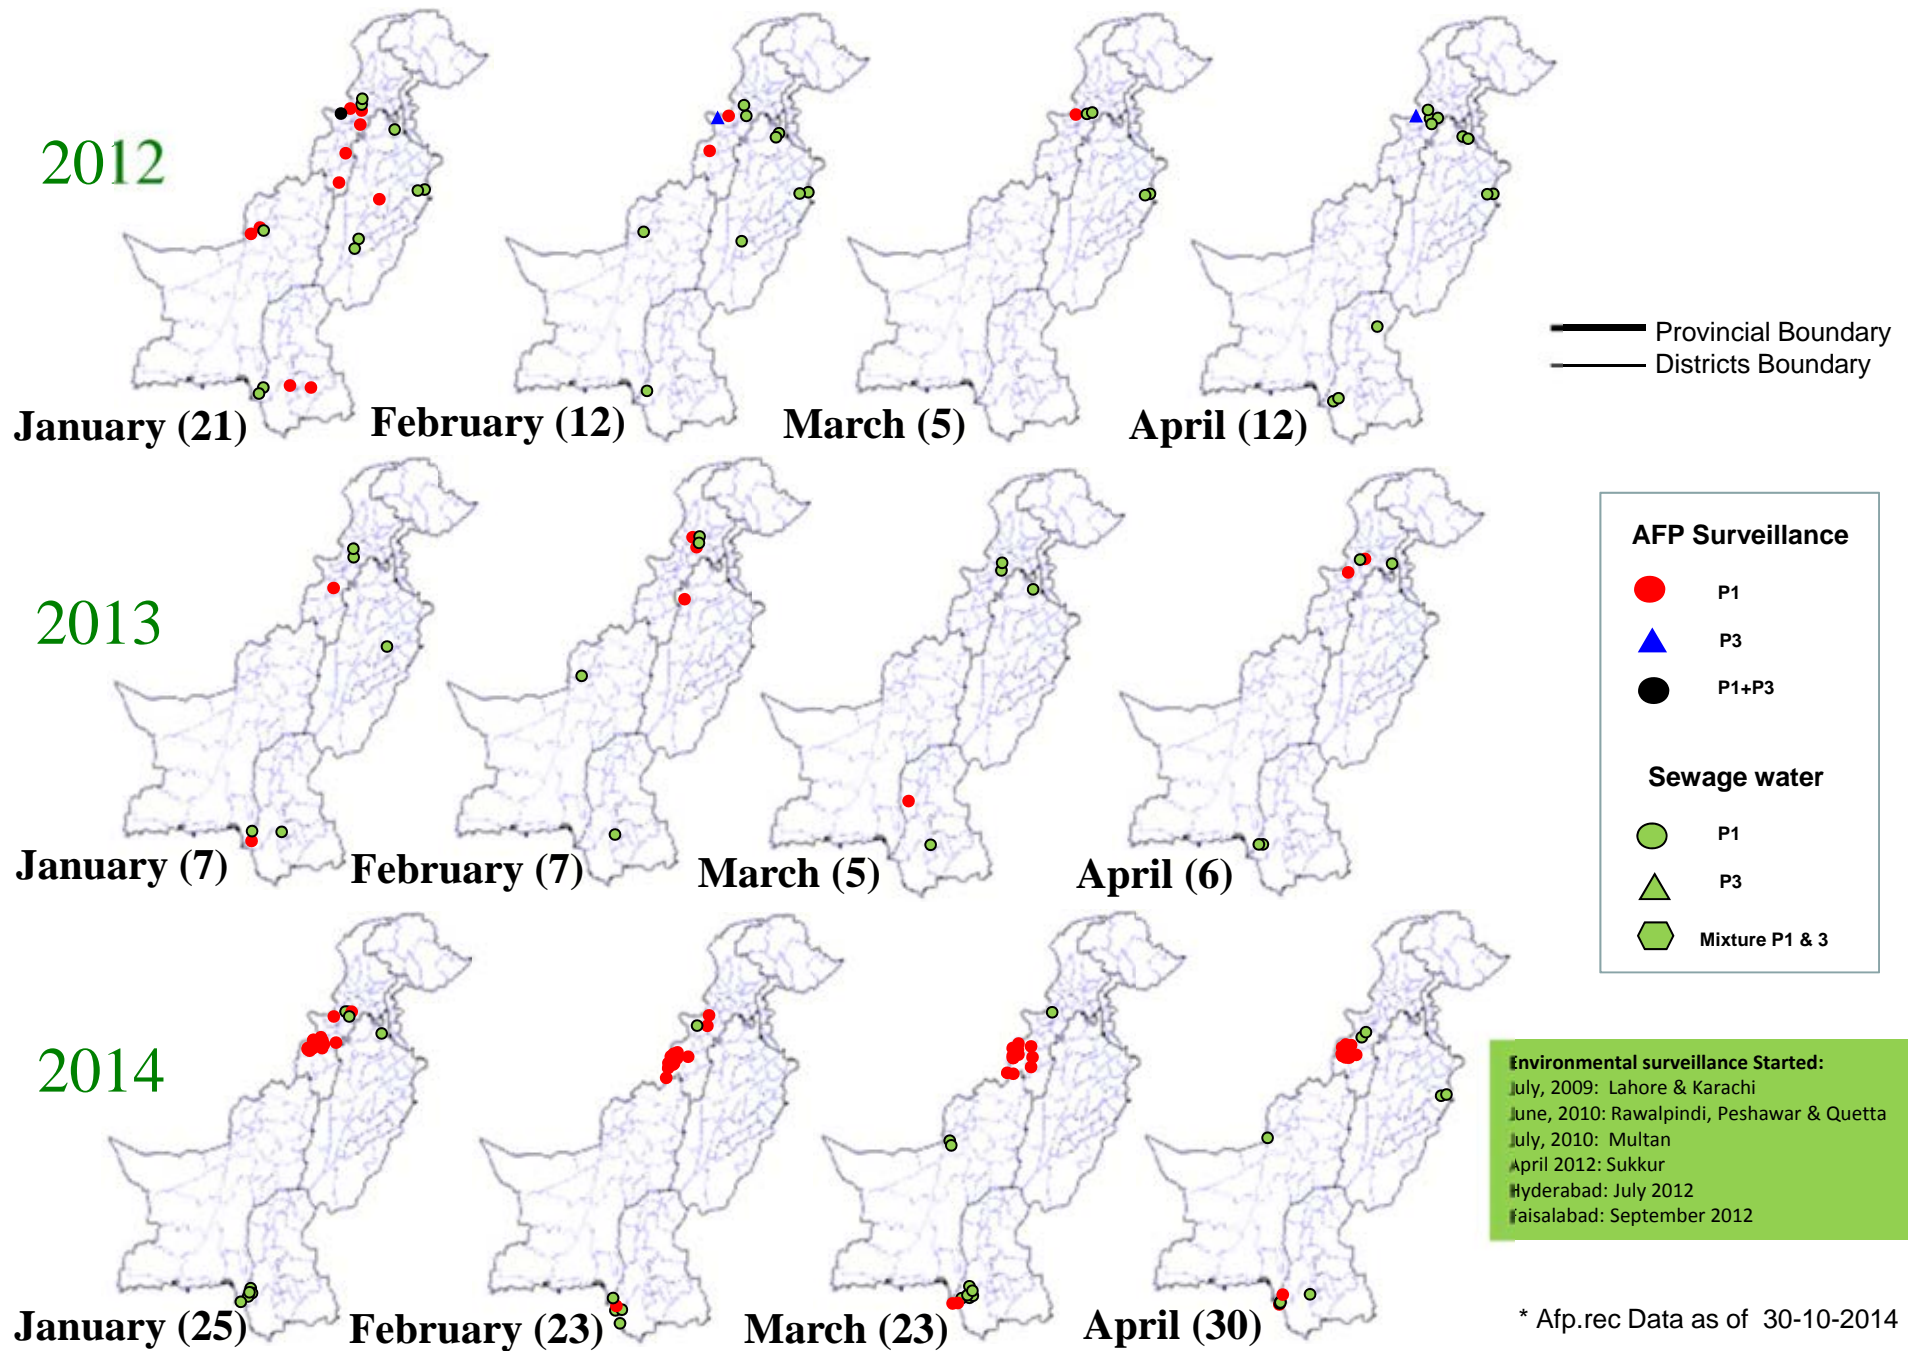 2012
January (21)
February (12)
March (5)
April (12)
Provincial Boundary
Districts Boundary
2013
January (7)
February (7)
March (5)
April (6)
AFP Surveillance
P1
P3
P1+P3
Sewage water
P1
P3
Mixture P1 & 3
2014
January (25)
February (23)
March (23)
April (30)
Environmental surveillance Started:
July, 2009: Lahore & Karachi
June, 2010: Rawalpindi, Peshawar & Quetta
July, 2010: Multan
April 2012: Sukkur
Hyderabad: July 2012
Faisalabad: September 2012
* Afp.rec Data as of 30-10-2014